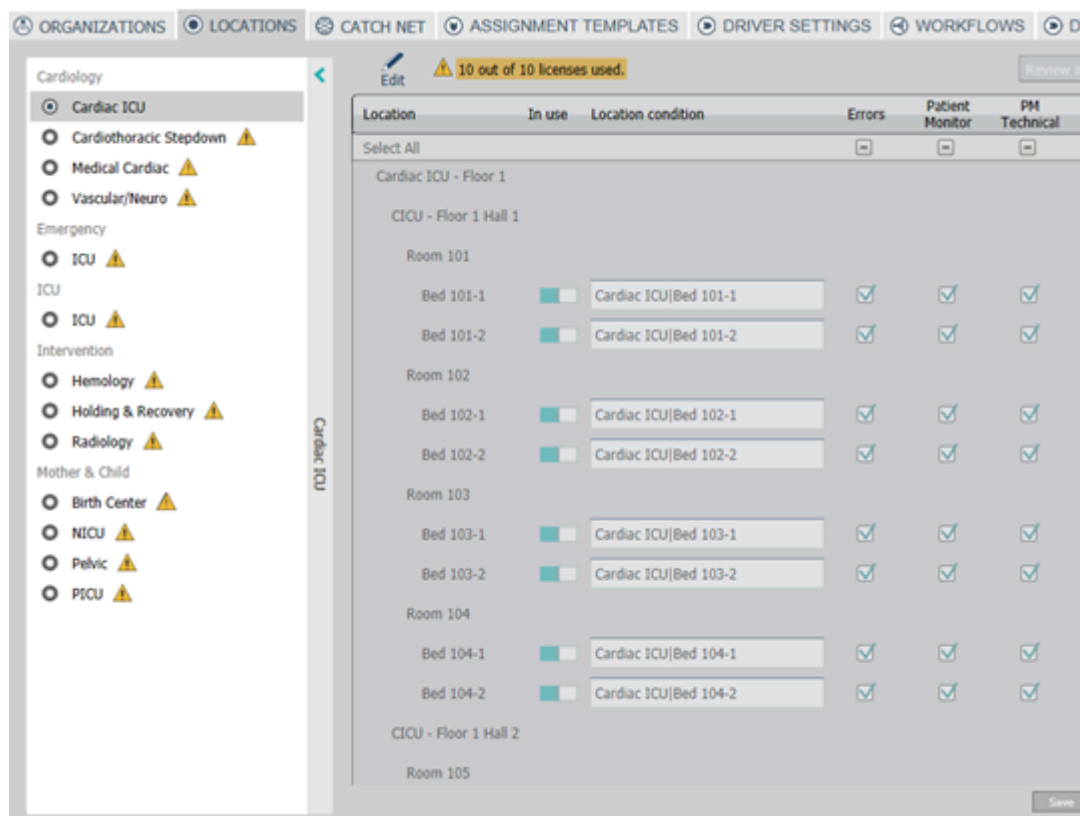 ORGANIZATIONS LOCATIONS CATCH NET ASSIGNMENT TEMPLATES DRIVER SETTINGS WORKFLOWS D
Cardiology
Cardiac ICU
Cardiothoracic Stepdown
Medical Cardiac
Vascular/Neuro
Emergency
ICU
ICU
ICU
Intervention
Hemology
Holding & Recovery
Radiology
Mother & Child
Birth Center
NICU
Pelvic
PICU
Cardiac ICU
Edit
10 out of 10 licenses used.
Review
Location In use Location condition Errors Patient Monitor PM Technical
Select All
Cardiac ICU - Floor 1
CICU - Floor 1 Hall 1
Room 101
Bed 101-1 Cardiac ICU|Bed 101-1
Bed 101-2 Cardiac ICU|Bed 101-2
Room 102
Bed 102-1 Cardiac ICU|Bed 102-1
Bed 102-2 Cardiac ICU|Bed 102-2
Room 103
Bed 103-1 Cardiac ICU|Bed 103-1
Bed 103-2 Cardiac ICU|Bed 103-2
Room 104
Bed 104-1 Cardiac ICU|Bed 104-1
Bed 104-2 Cardiac ICU|Bed 104-2
CICU - Floor 1 Hall 2
Room 105
Save